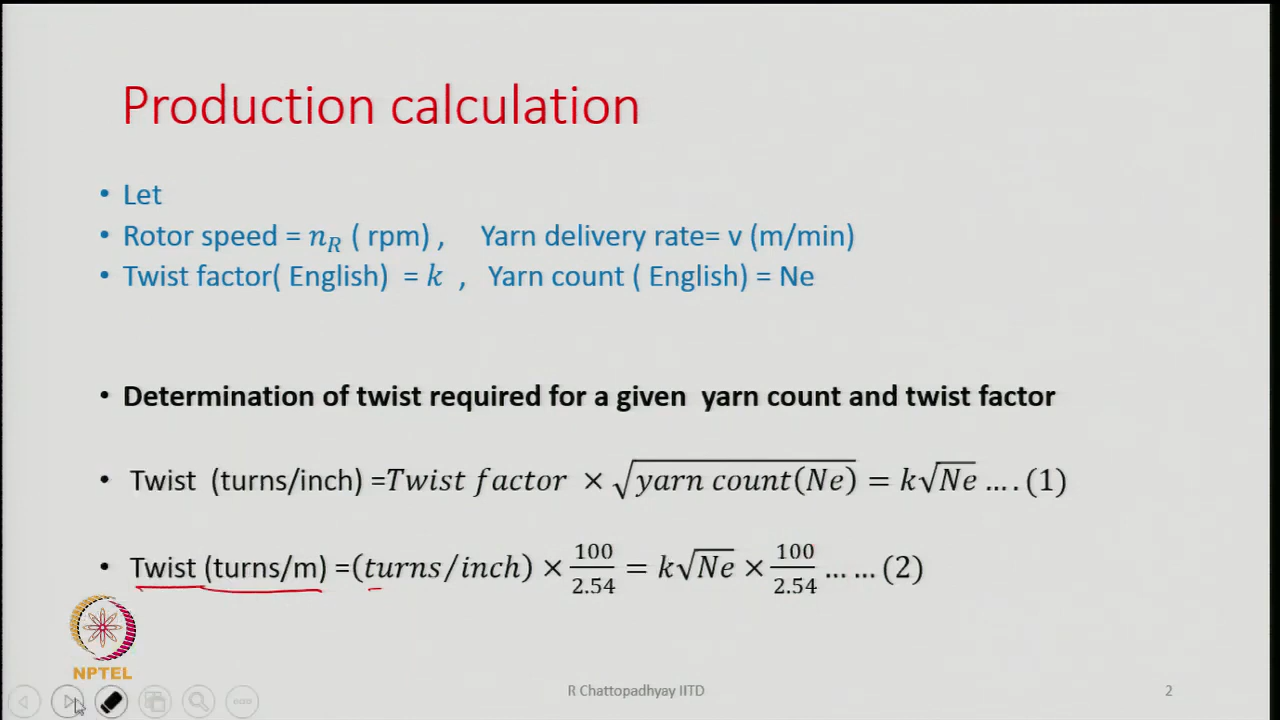 Production calculation
• Let
• Rotor speed = n_R ( rpm) , Yarn delivery rate= v (m/min)
• Twist factor( English) = k , Yarn count ( English) = Ne
• Determination of twist required for a given yarn count and twist factor
• Twist (turns/inch) =Twist factor × √(yarn count(Ne)) = k√Ne … . (1)
• Twist (turns/m) =(turns/inch) × 100/2.54 = k√Ne × 100/2.54 … … (2)
NPTEL
R Chattopadhyay IITD
2